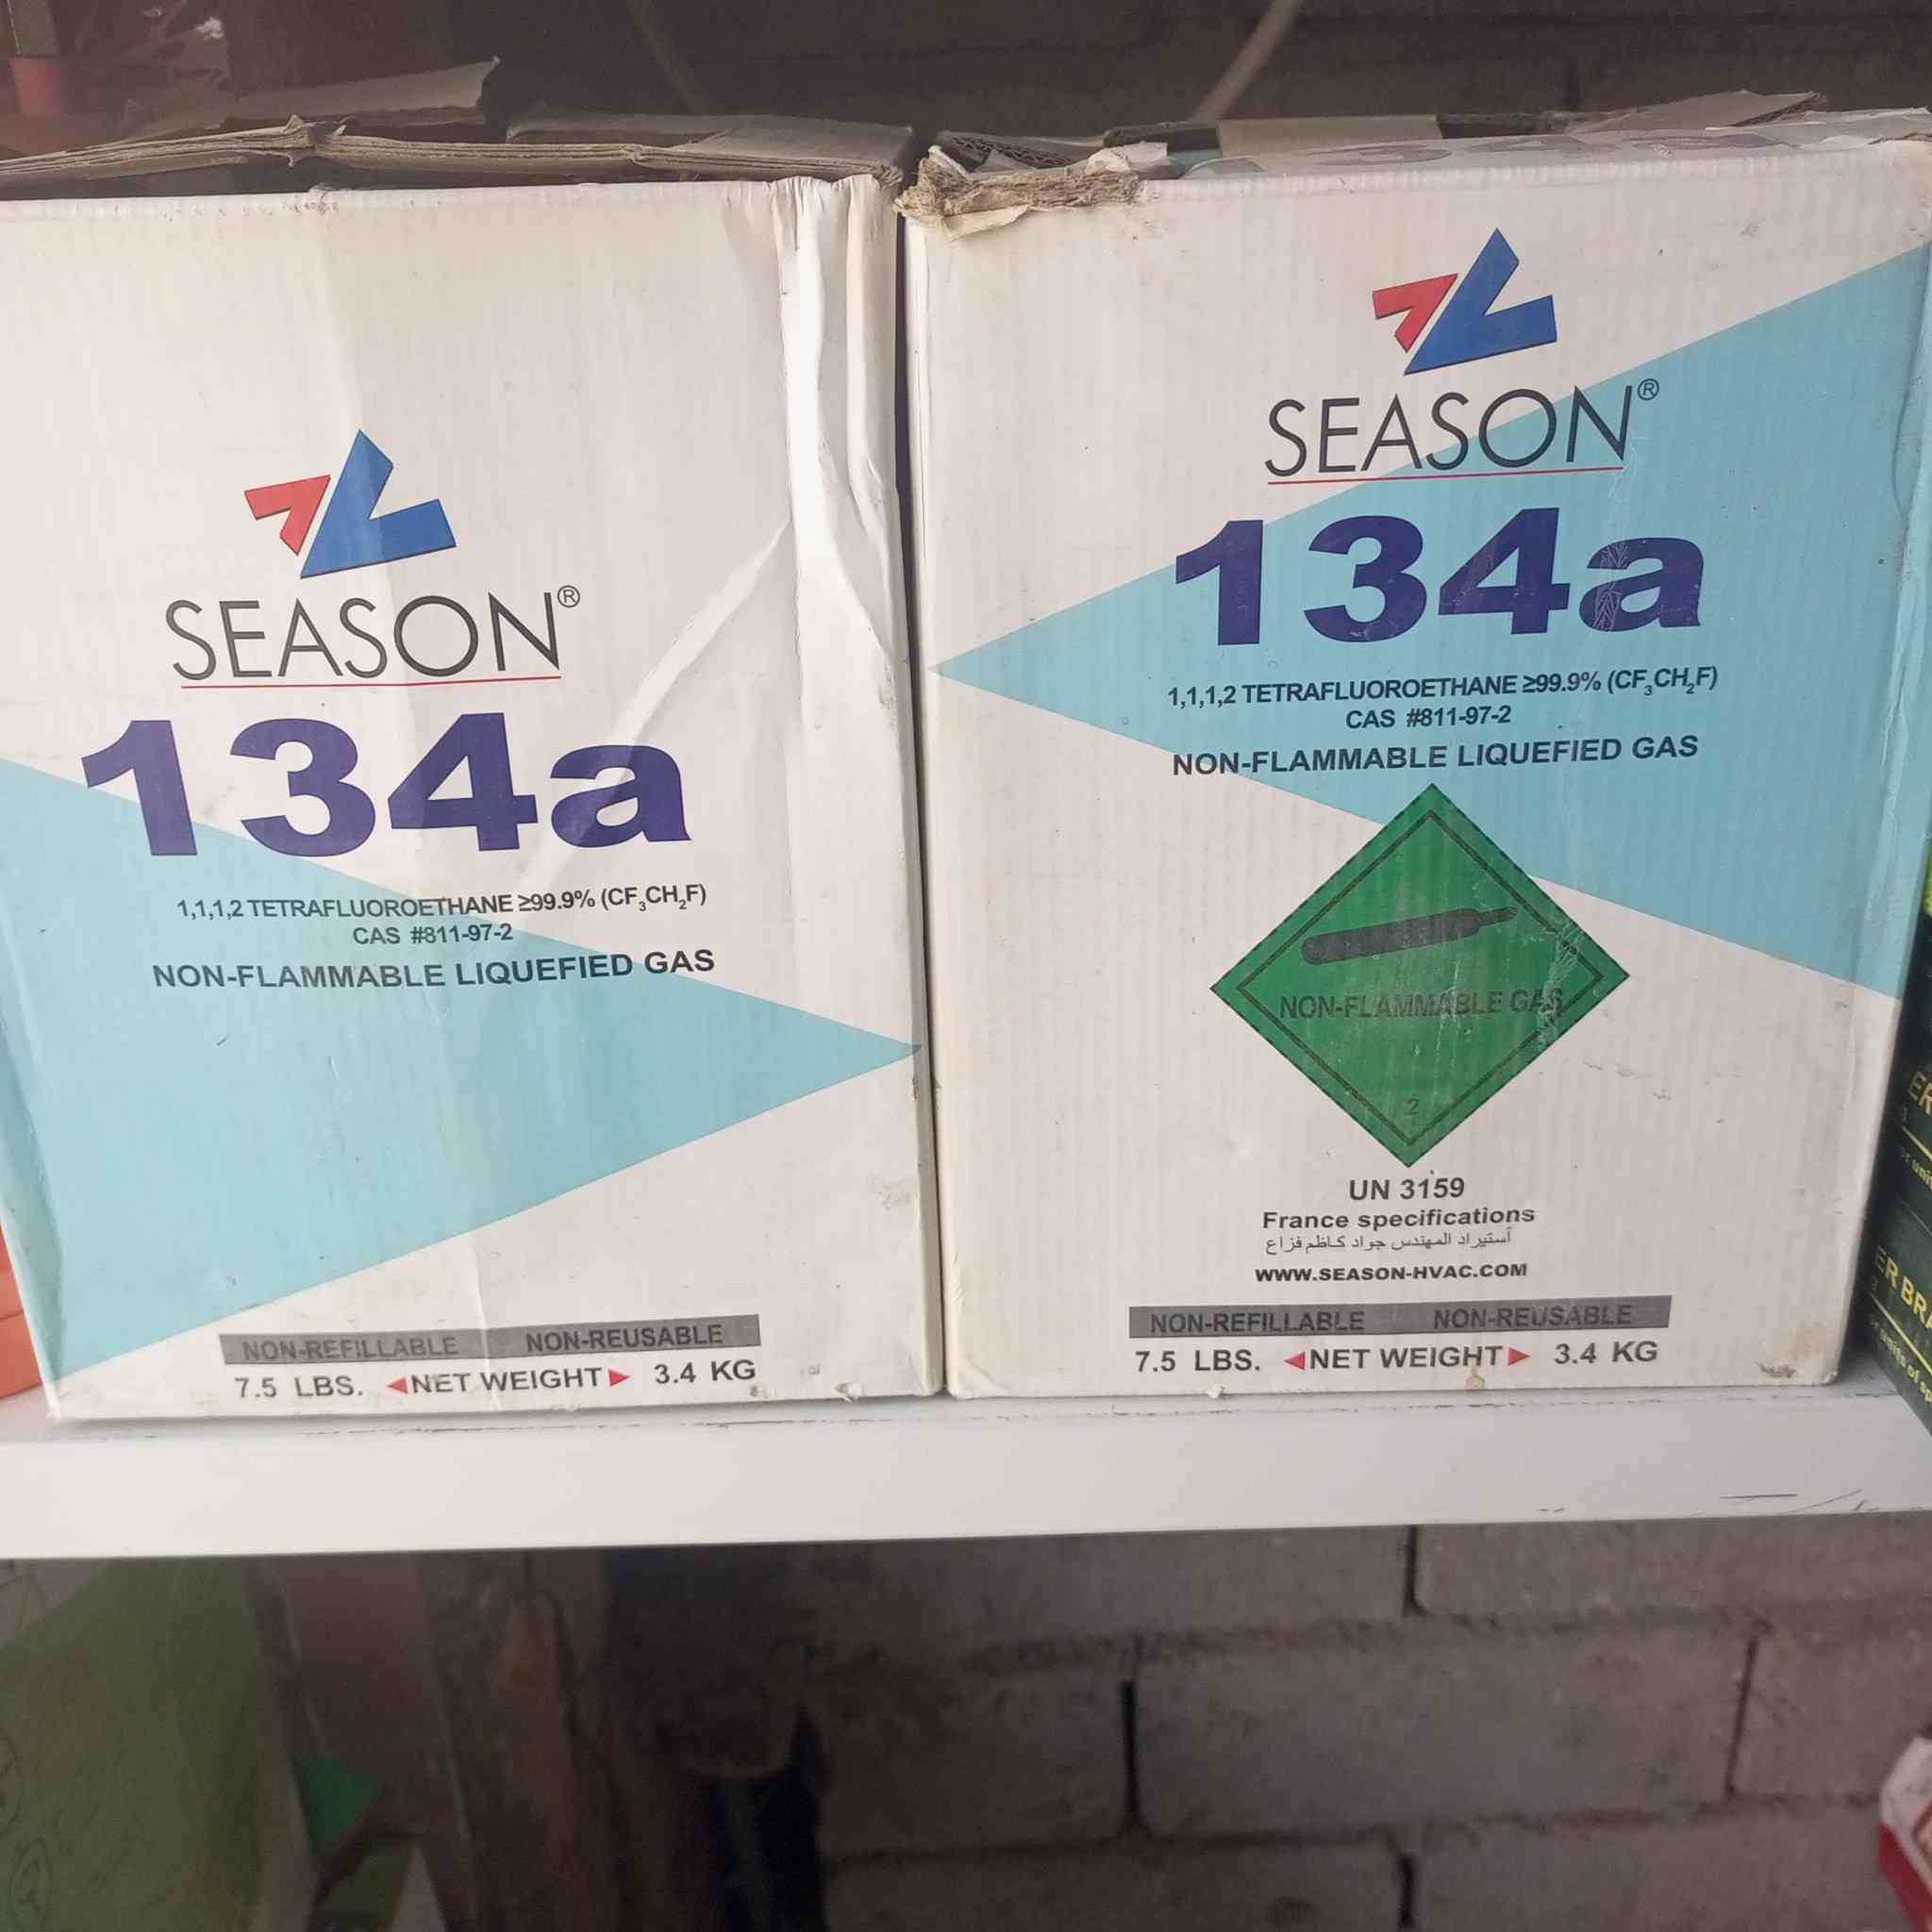 SEASON®
134a
1,1,1,2 TETRAFLUOROETHANE ≥99.9% (CF₃CH₂F)
CAS #811-97-2
NON-FLAMMABLE LIQUEFIED GAS
NON-REFILLABLE NON-REUSABLE
7.5 LBS. ◀NET WEIGHT▶ 3.4 KG
SEASON®
134a
1,1,1,2 TETRAFLUOROETHANE ≥99.9% (CF₃CH₂F)
CAS #811-97-2
NON-FLAMMABLE LIQUEFIED GAS
NON-FLAMMABLE GAS
2
UN 3159
France specifications
أستيراد المهندس جواد كاظم فزاع
WWW.SEASON-HVAC.COM
NON-REFILLABLE NON-REUSABLE
7.5 LBS. ◀NET WEIGHT▶ 3.4 KG